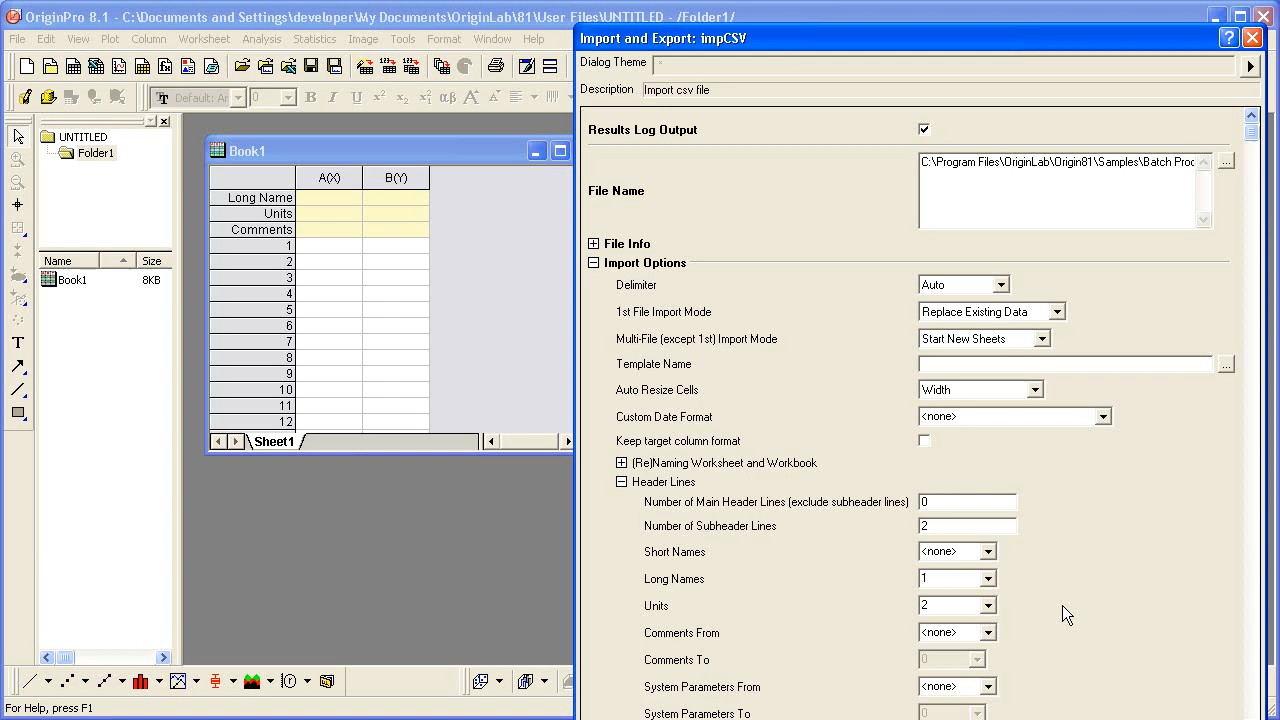 OriginPro 8.1 - C:\Documents and Settings\developer\My Documents\OriginLab\81\User Files\UNTITLED - /Folder1/
File Edit View Plot Column Worksheet Analysis Statistics Image Tools Format Window Help
Default: Ar 0 B I U x² x₂ αβ A A
UNTITLED
Folder1
Name Size
Book1 8KB
Book1
A(X) B(Y)
Long Name
Units
Comments
1
2
3
4
5
6
7
8
9
10
11
12
Sheet1
For Help, press F1
Import and Export: impCSV
Dialog Theme *
Description Import csv file
Results Log Output
File Name C:\Program Files\OriginLab\Origin81\Samples\Batch Proc
File Info
Import Options
Delimiter Auto
1st File Import Mode Replace Existing Data
Multi-File (except 1st) Import Mode Start New Sheets
Template Name
Auto Resize Cells Width
Custom Date Format <none>
Keep target column format
(Re)Naming Worksheet and Workbook
Header Lines
Number of Main Header Lines (exclude subheader lines) 0
Number of Subheader Lines 2
Short Names <none>
Long Names 1
Units 2
Comments From <none>
Comments To 0
System Parameters From <none>
System Parameters To 0